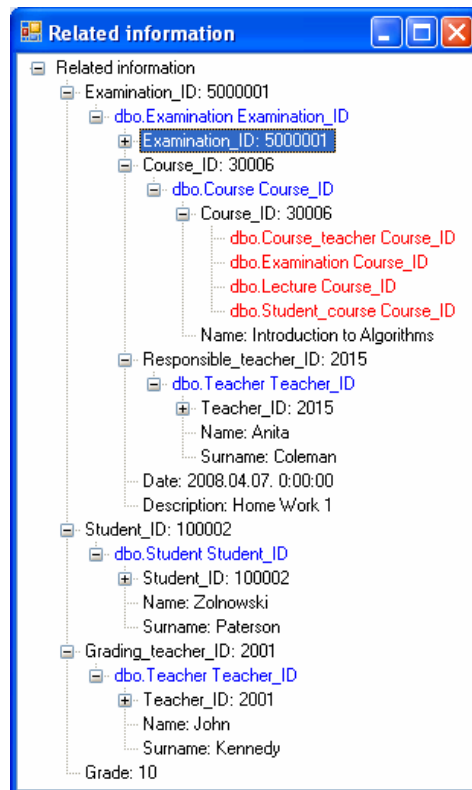 Related information
Related information
Examination_ID: 5000001
dbo.Examination Examination_ID
Examination_ID: 5000001
Course_ID: 30006
dbo.Course Course_ID
Course_ID: 30006
dbo.Course_teacher Course_ID
dbo.Examination Course_ID
dbo.Lecture Course_ID
dbo.Student_course Course_ID
Name: Introduction to Algorithms
Responsible_teacher_ID: 2015
dbo.Teacher Teacher_ID
Teacher_ID: 2015
Name: Anita
Surname: Coleman
Date: 2008.04.07. 0:00:00
Description: Home Work 1
Student_ID: 100002
dbo.Student Student_ID
Student_ID: 100002
Name: Zolnowski
Surname: Paterson
Grading_teacher_ID: 2001
dbo.Teacher Teacher_ID
Teacher_ID: 2001
Name: John
Surname: Kennedy
Grade: 10